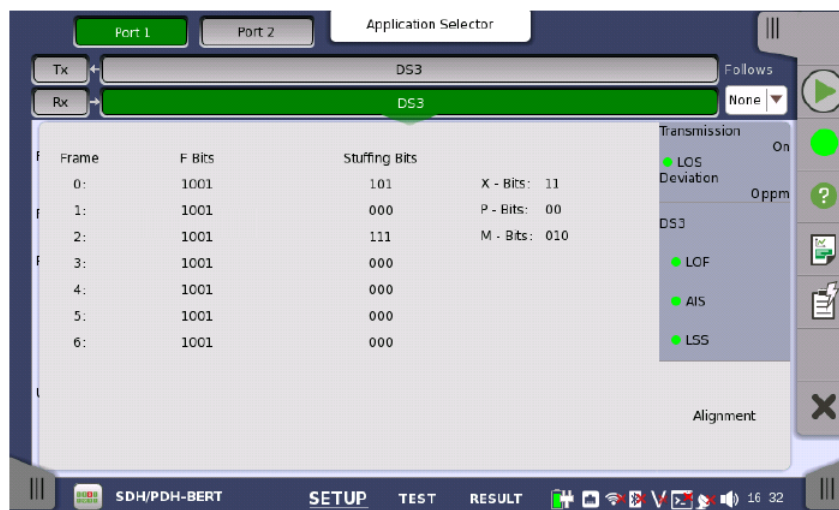 Application Selector
Port 1 Port 2
Tx DS3 Follows
Rx DS3 None
Transmission
On
LOS
Deviation
0 ppm
DS3
LOF
AIS
LSS
Frame F Bits Stuffing Bits
0: 1001 101 X - Bits: 11
1: 1001 000 P - Bits: 00
2: 1001 111 M - Bits: 010
3: 1001 000
4: 1001 000
5: 1001 000
6: 1001 000
Alignment
SDH/PDH-BERT SETUP TEST RESULT 16 32